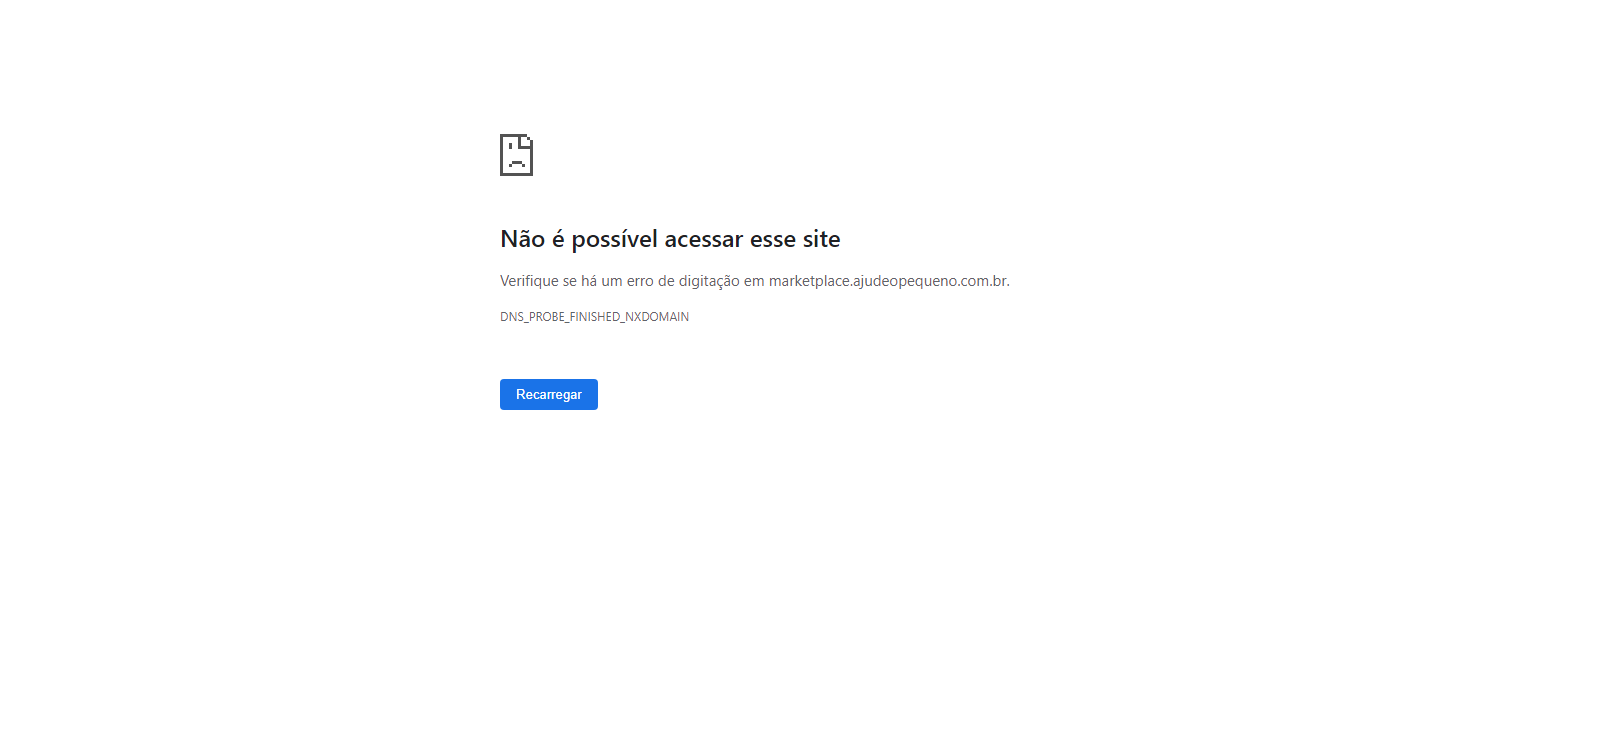 Não é possível acessar esse site
Verifique se há um erro de digitação em marketplace.ajudeopequeno.com.br.
DNS_PROBE_FINISHED_NXDOMAIN
Recarregar